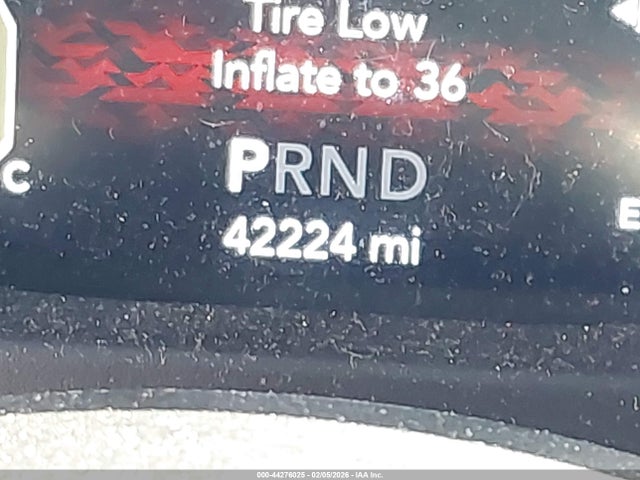 Tire Low
Inflate to 36
PRND
C
E
42224 mi
000-44276025 - 02/05/2026 - IAA Inc.